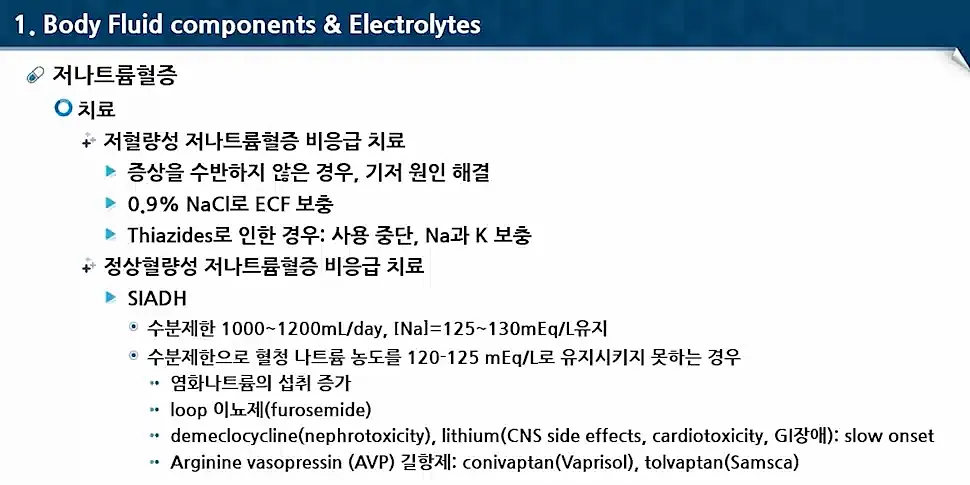 1. Body Fluid components & Electrolytes
저나트륨혈증
치료
저혈량성 저나트륨혈증 비응급 치료
증상을 수반하지 않은 경우, 기저 원인 해결
0.9% NaCl로 ECF 보충
Thiazides로 인한 경우: 사용 중단, Na과 K 보충
정상혈량성 저나트륨혈증 비응급 치료
SIADH
수분제한 1000~1200mL/day, [Na]=125~130mEq/L유지
수분제한으로 혈청 나트륨 농도를 120-125 mEq/L로 유지시키지 못하는 경우
염화나트륨의 섭취 증가
loop 이뇨제(furosemide)
demeclocycline(nephrotoxicity), lithium(CNS side effects, cardiotoxicity, GI장애): slow onset
Arginine vasopressin (AVP) 길항제: conivaptan(Vaprisol), tolvaptan(Samsca)